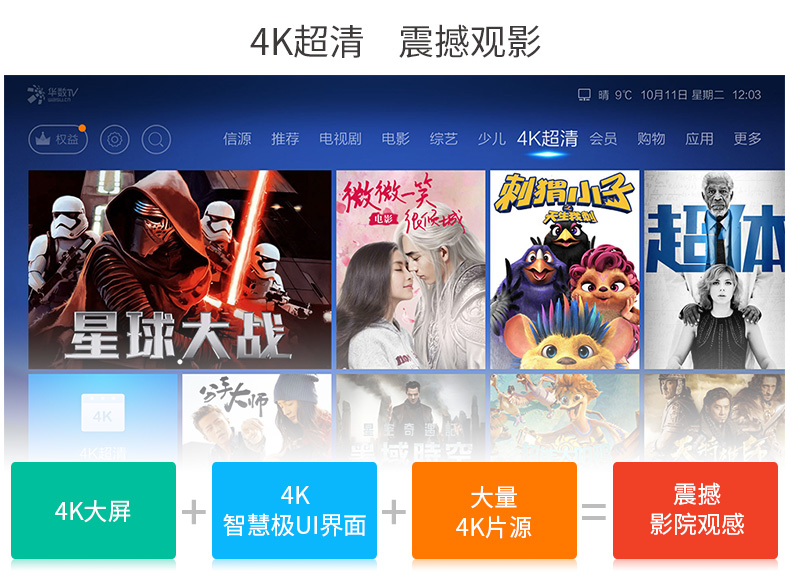 4K超清 震撼观影
华数TV
晴 9℃ 10月11日 星期二 12:03
权益
信源 推荐 电视剧 电影 综艺 少儿 4K超清 会员 购物 应用 更多
微微一笑
电影
很倾城
刺猬小子
之
天生我刺
星球大战
超体
4K
4K超清
分手大师
4K大屏
+
4K
智慧极UI界面
+
大量
4K片源
=
震撼
影院观感